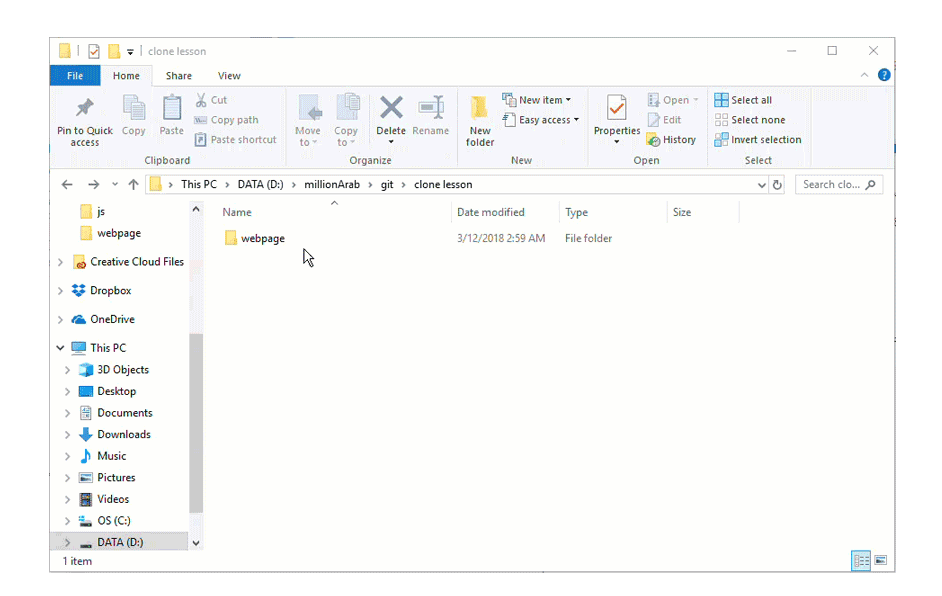 clone lesson
File Home Share View
Pin to Quick access
Copy
Paste
Cut
Copy path
Paste shortcut
Clipboard
Move to
Copy to
Delete
Rename
Organize
New folder
New item
Easy access
New
Properties
Open
Edit
History
Open
Select all
Select none
Invert selection
Select
This PC > DATA (D:) > millionArab > git > clone lesson
Search clo...
js
webpage
Creative Cloud Files
Dropbox
OneDrive
This PC
3D Objects
Desktop
Documents
Downloads
Music
Pictures
Videos
OS (C:)
DATA (D:)
Name Date modified Type Size
webpage 3/12/2018 2:59 AM File folder
1 item